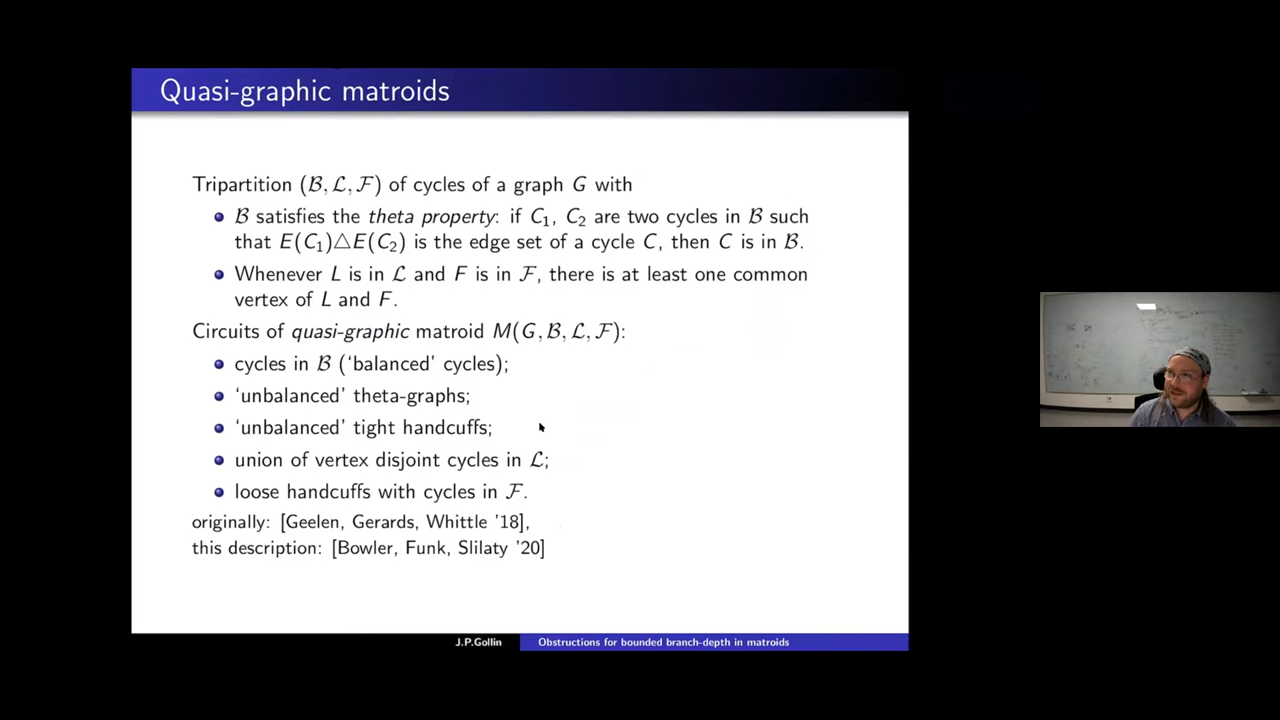 Quasi-graphic matroids
Tripartition (ℬ, ℒ, ℱ) of cycles of a graph G with
ℬ satisfies the theta property: if C₁, C₂ are two cycles in ℬ such
that E(C₁)△E(C₂) is the edge set of a cycle C, then C is in ℬ.
Whenever L is in ℒ and F is in ℱ, there is at least one common
vertex of L and F.
Circuits of quasi-graphic matroid M(G, ℬ, ℒ, ℱ):
cycles in ℬ ('balanced' cycles);
'unbalanced' theta-graphs;
'unbalanced' tight handcuffs;
union of vertex disjoint cycles in ℒ;
loose handcuffs with cycles in ℱ.
originally: [Geelen, Gerards, Whittle '18],
this description: [Bowler, Funk, Slilaty '20]
J.P.Gollin Obstructions for bounded branch-depth in matroids